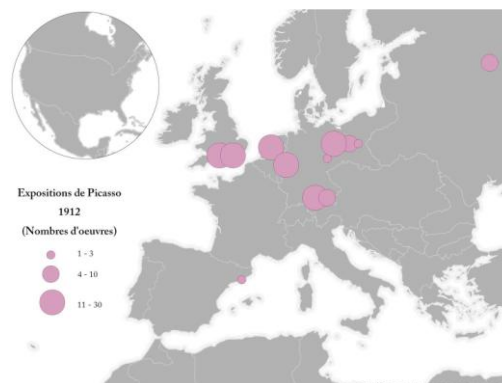 Expositions de Picasso
1912
(Nombres d'oeuvres)
1 - 3
4 - 10
11 - 30